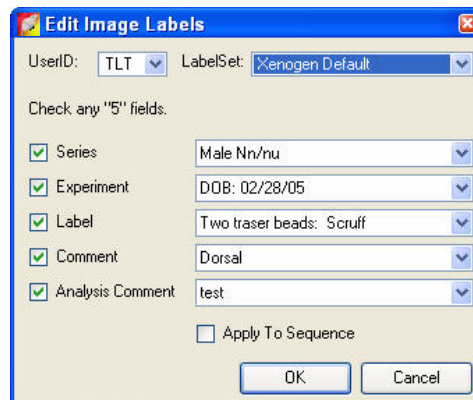 Edit Image Labels
UserID: TLT LabelSet: Xenogen Default
Check any "5" fields.
Series Male Nn/nu
Experiment DOB: 02/28/05
Label Two traser beads: Scruff
Comment Dorsal
Analysis Comment test
Apply To Sequence
OK Cancel